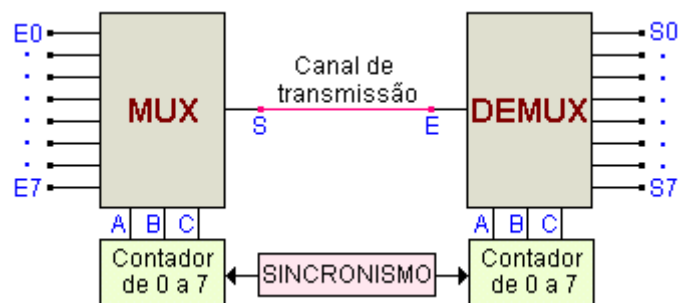 E0
S0
Canal de
transmissão
MUX
DEMUX
S
E
E7
S7
A B C
A B C
Contador
de 0 a 7
SINCRONISMO
Contador
de 0 a 7